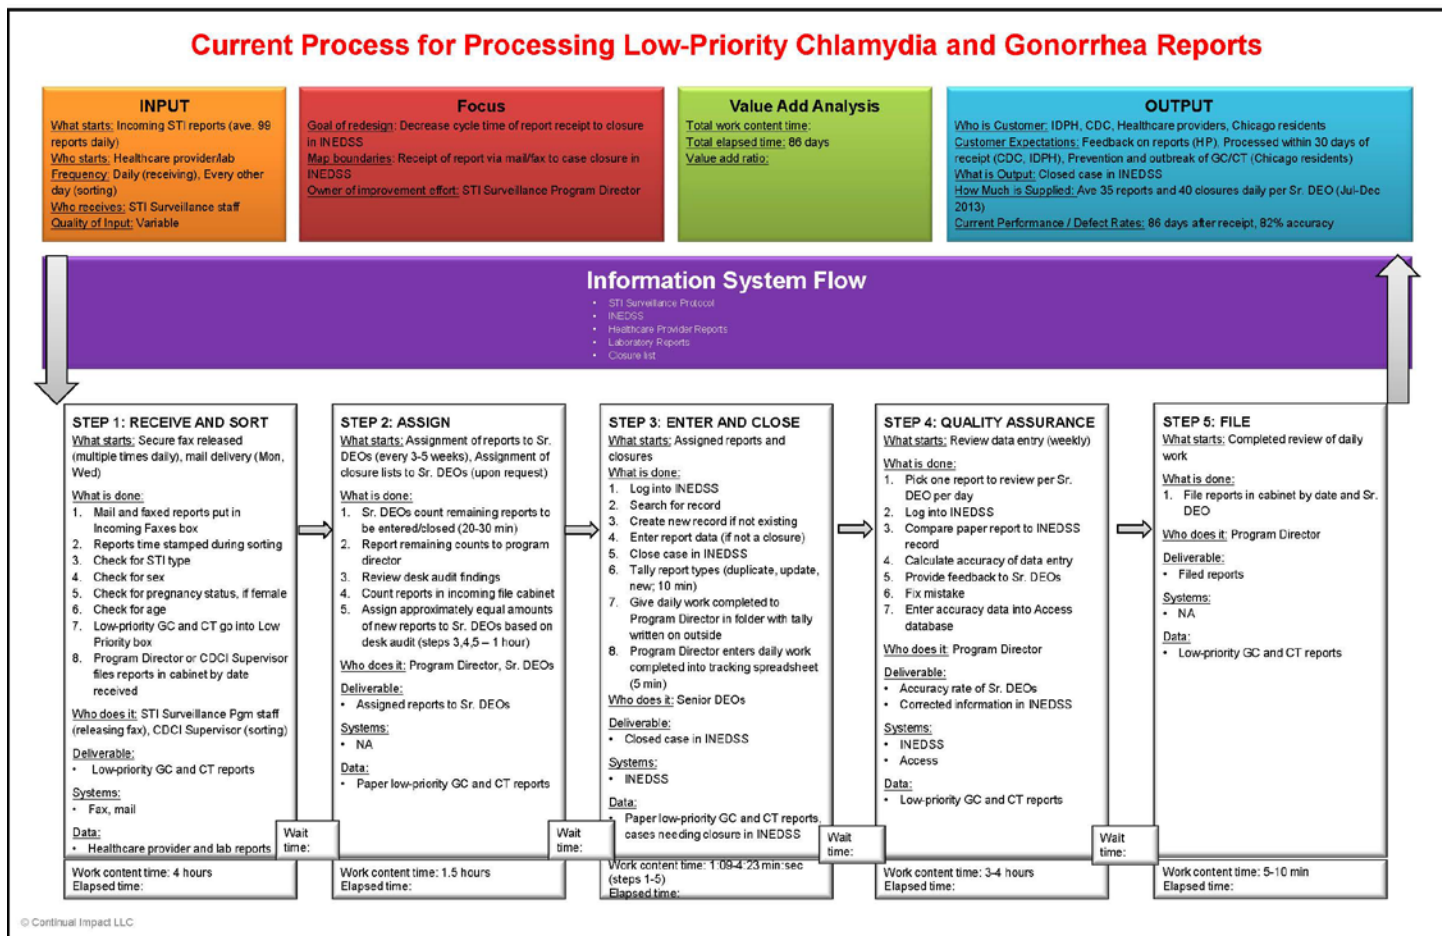 Current Process for Processing Low-Priority Chlamydia and Gonorrhea Reports
INPUT
What starts: Incoming STI reports (ave. 99
reports daily)
Who starts: Healthcare provider/lab
Frequency: Daily (receiving), Every other
day (sorting)
Who receives: STI Surveillance staff
Quality of Input: Variable
Focus
Goal of redesign: Decrease cycle time of report receipt to closure
in INEDSS
Map boundaries: Receipt of report via mail/fax to case closure in
INEDSS
Owner of improvement effort: STI Surveillance Program Director
Value Add Analysis
Total work content time:
Total elapsed time: 86 days
Value add ratio:
OUTPUT
Who is Customer: IDPH, CDC, Healthcare providers, Chicago residents
Customer Expectations: Feedback on reports (HP), Processed within 30 days of
receipt (CDC, IDPH), Prevention and outbreak of GC/CT (Chicago residents)
What is Output: Closed case in INEDSS
How Much is Supplied: Ave 35 reports and 40 closures daily per Sr. DEO (Jul-Dec
2013)
Current Performance / Defect Rates: 86 days after receipt, 82% accuracy
Information System Flow
• STI Surveillance Protocol
• INEDSS
• Healthcare Provider Reports
• Laboratory Reports
• Closure list
STEP 1: RECEIVE AND SORT
What starts: Secure fax released
(multiple times daily), mail delivery (Mon,
Wed)
What is done:
1. Mail and faxed reports put in
Incoming Faxes box
2. Reports time stamped during sorting
3. Check for STI type
4. Check for sex
5. Check for pregnancy status, if female
6. Check for age
7. Low-priority GC and CT go into Low
Priority box
8. Program Director or CDCI Supervisor
files reports in cabinet by date
received
Who does it: STI Surveillance Pgm staff
(releasing fax), CDCI Supervisor (sorting)
Deliverable:
• Low-priority GC and CT reports
Systems:
• Fax, mail
Data:
• Healthcare provider and lab reports
Work content time: 4 hours
Elapsed time:
Wait
time:
STEP 2: ASSIGN
What starts: Assignment of reports to Sr.
DEOs (every 3-5 weeks), Assignment of
closure lists to Sr. DEOs (upon request)
What is done:
1. Sr. DEOs count remaining reports to
be entered/closed (20-30 min)
2. Report remaining counts to program
director
3. Review desk audit findings
4. Count reports in incoming file cabinet
5. Assign approximately equal amounts
of new reports to Sr. DEOs based on
desk audit (steps 3,4,5 – 1 hour)
Who does it: Program Director, Sr. DEOs
Deliverable:
• Assigned reports to Sr. DEOs
Systems:
• NA
Data:
• Paper low-priority GC and CT reports
Work content time: 1.5 hours
Elapsed time:
Wait
time:
STEP 3: ENTER AND CLOSE
What starts: Assigned reports and
closures
What is done:
1. Log into INEDSS
2. Search for record
3. Create new record if not existing
4. Enter report data (if not a closure)
5. Close case in INEDSS
6. Tally report types (duplicate, update,
new; 10 min)
7. Give daily work completed to
Program Director in folder with tally
written on outside
8. Program Director enters daily work
completed into tracking spreadsheet
(5 min)
Who does it: Senior DEOs
Deliverable:
• Closed case in INEDSS
Systems:
• INEDSS
Data:
• Paper low-priority GC and CT reports,
cases needing closure in INEDSS
Work content time: 1:09-4:23 min:sec
(steps 1-5)
Elapsed time:
Wait
time:
STEP 4: QUALITY ASSURANCE
What starts: Review data entry (weekly)
What is done:
1. Pick one report to review per Sr.
DEO per day
2. Log into INEDSS
3. Compare paper report to INEDSS
record
4. Calculate accuracy of data entry
5. Provide feedback to Sr. DEOs
6. Fix mistake
7. Enter accuracy data into Access
database
Who does it: Program Director
Deliverable:
• Accuracy rate of Sr. DEOs
• Corrected information in INEDSS
Systems:
• INEDSS
• Access
Data:
• Low-priority GC and CT reports
Work content time: 3-4 hours
Elapsed time:
Wait
time:
STEP 5: FILE
What starts: Completed review of daily
work
What is done:
1. File reports in cabinet by date and Sr.
DEO
Who does it: Program Director
Deliverable:
• Filed reports
Systems:
• NA
Data:
• Low-priority GC and CT reports
Work content time: 5-10 min
Elapsed time:
© Continual Impact LLC